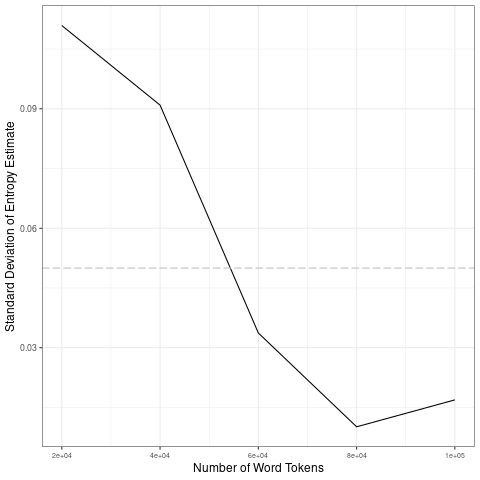 Standard Deviation of Entropy Estimate
0.09
0.06
0.03
2e+04 4e+04 6e+04 8e+04 1e+05
Number of Word Tokens